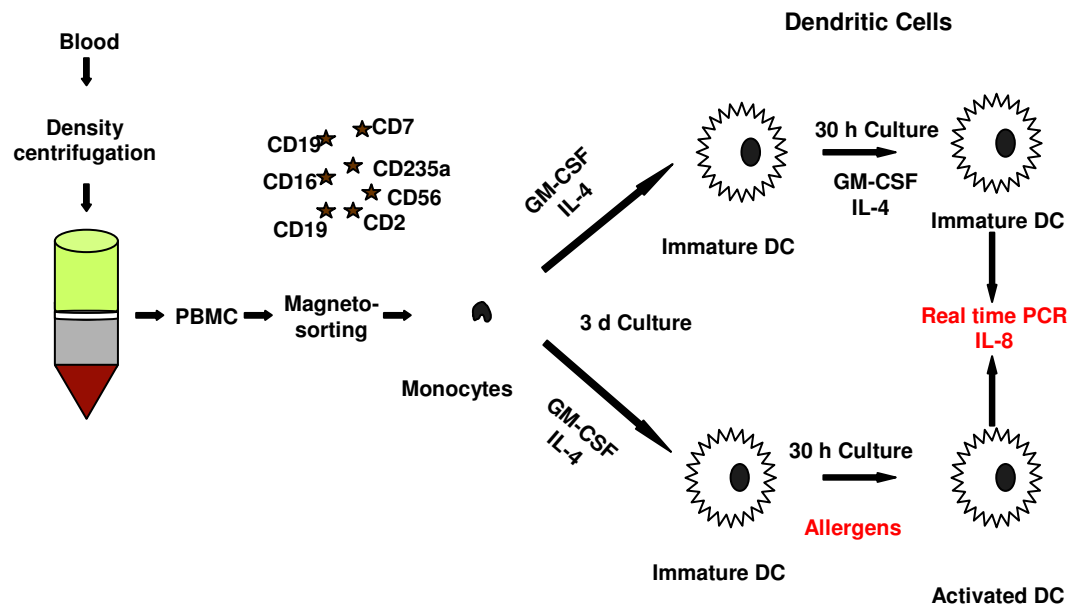 Dendritic Cells
Blood
Density
centrifugation
PBMC
Magneto-
sorting
CD7
CD19
CD235a
CD16
CD56
CD19
CD2
Monocytes
3 d Culture
GM-CSF
IL-4
Immature DC
30 h Culture
GM-CSF
IL-4
Immature DC
Real time PCR
IL-8
GM-CSF
IL-4
Immature DC
30 h Culture
Allergens
Activated DC